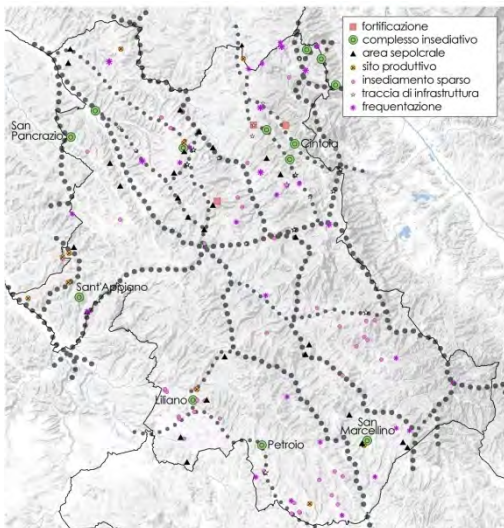 fortificazione
complesso insediativo
area sepolcrale
sito produttivo
insediamento sparso
traccia di infrastruttura
frequentazione
San
Pancrazio
Cintoia
Sant'Appiano
Liliano
San
Marcellino
Petroio